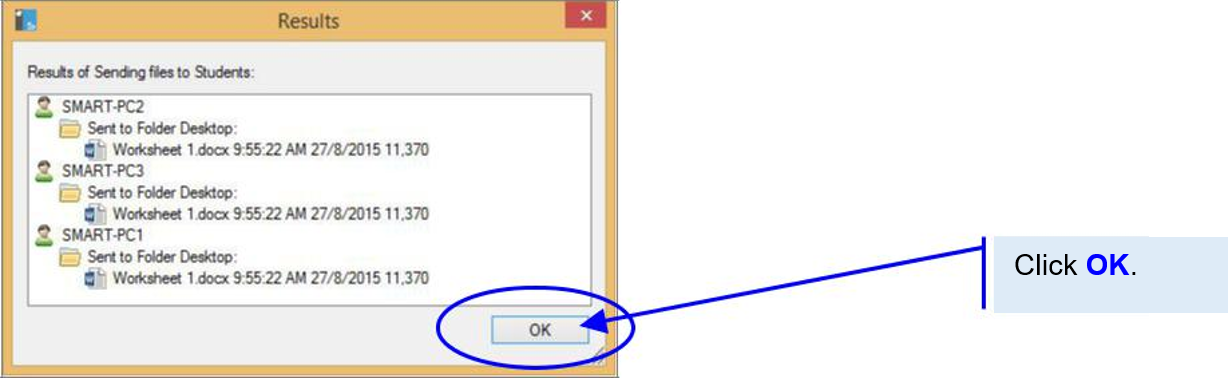 Results
Results of Sending files to Students:
SMART-PC2
Sent to Folder Desktop:
Worksheet 1.docx 9:55:22 AM 27/8/2015 11,370
SMART-PC3
Sent to Folder Desktop:
Worksheet 1.docx 9:55:22 AM 27/8/2015 11,370
SMART-PC1
Sent to Folder Desktop:
Worksheet 1.docx 9:55:22 AM 27/8/2015 11,370
OK
Click OK.